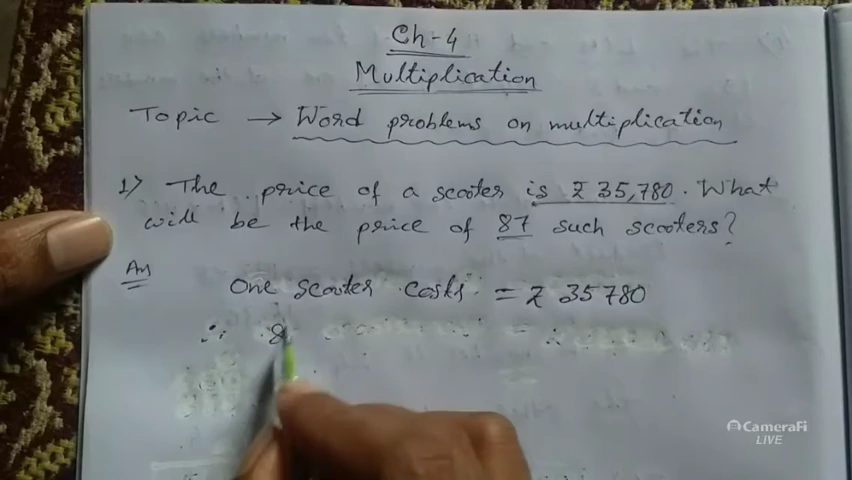 Ch-4
Multiplication
Topic → Word problems on multiplication
1) The price of a scooter is ₹ 35,780. What
will be the price of 87 such scooters?
Ans
One scooter costs = ₹ 35780
∴ 8
CameraFi
LIVE